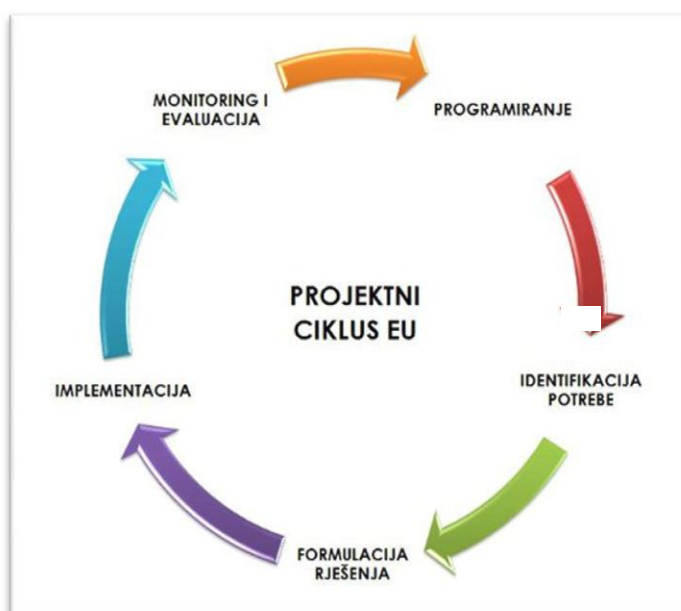 MONITORING I
EVALUACIJA
PROGRAMIRANJE
PROJEKTNI
CIKLUS EU
IDENTIFIKACIJA
POTREBE
IMPLEMENTACIJA
FORMULACIJA
RJEŠENJA